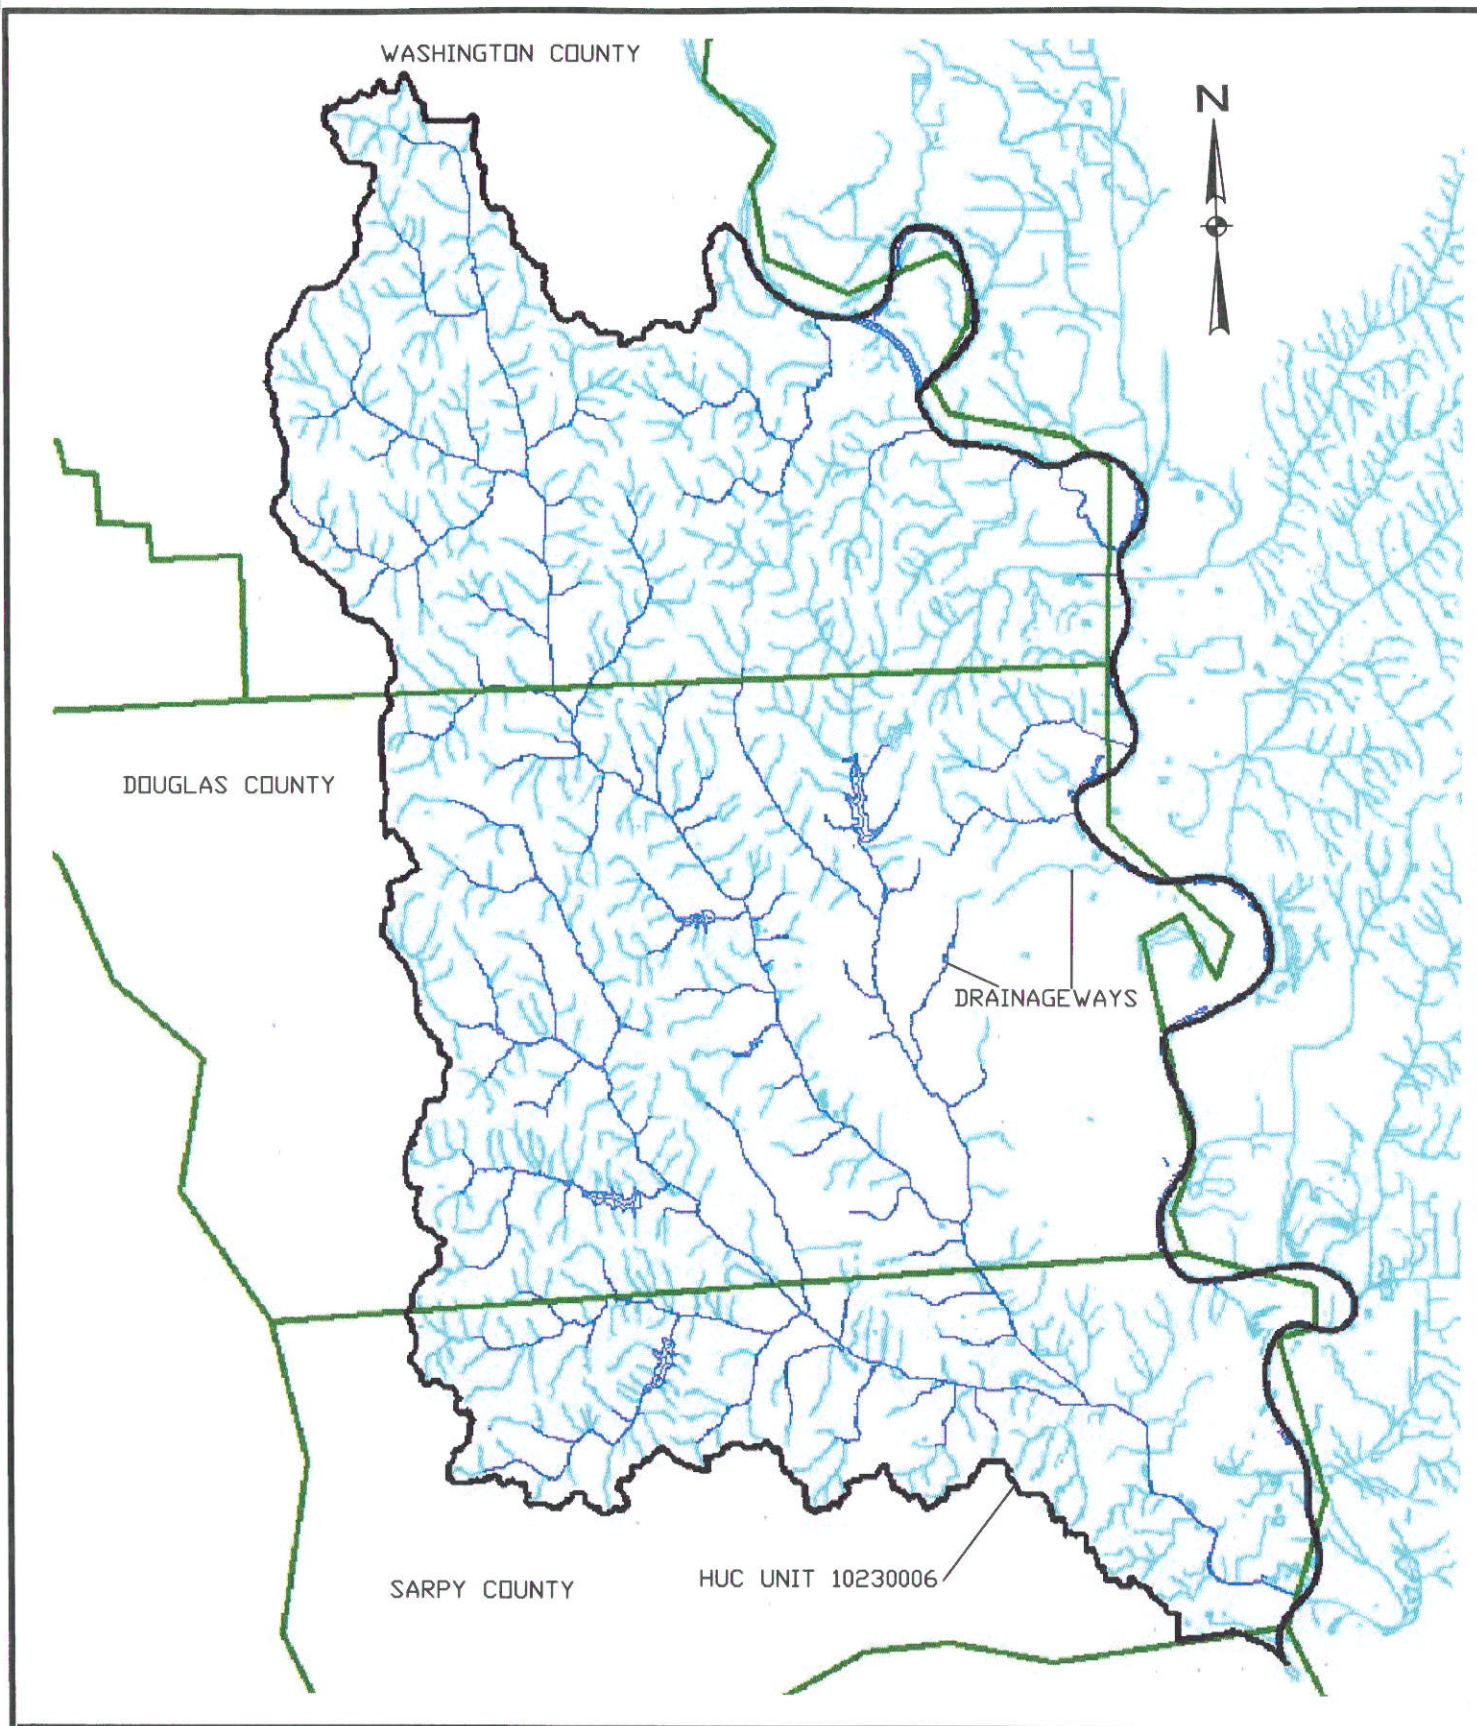 WASHINGTON COUNTY
N
DOUGLAS COUNTY
DRAINAGEWAYS
HUC UNIT 10230006
SARPY COUNTY